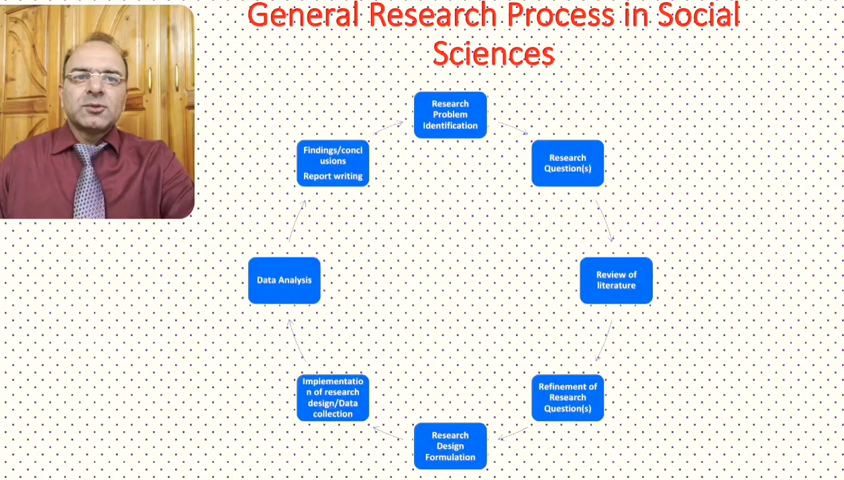 General Research Process in Social
Sciences
Research
Problem
Identification
Research
Question(s)
Review of
literature
Refinement of
Research
Question(s)
Research
Design
Formulation
Implementatio
n of research
design/Data
collection
Data Analysis
Findings/concl
usions
Report writing